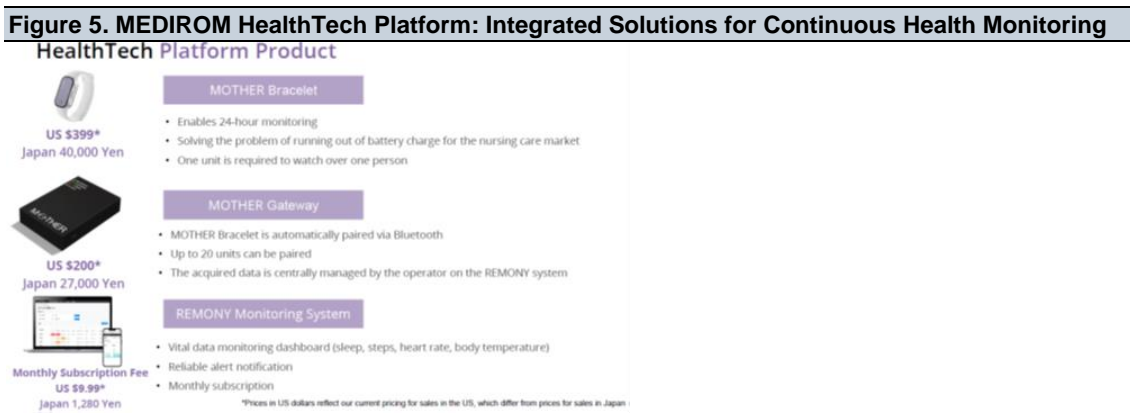 Figure 5. MEDIROM HealthTech Platform: Integrated Solutions for Continuous Health Monitoring
HealthTech Platform Product
MOTHER Bracelet
• Enables 24-hour monitoring
• Solving the problem of running out of battery charge for the nursing care market
• One unit is required to watch over one person
US $399*
Japan 40,000 Yen
MOTHER
MOTHER Gateway
• MOTHER Bracelet is automatically paired via Bluetooth
• Up to 20 units can be paired
• The acquired data is centrally managed by the operator on the REMONY system
US $200*
Japan 27,000 Yen
REMONY Monitoring System
• Vital data monitoring dashboard (sleep, steps, heart rate, body temperature)
• Reliable alert notification
• Monthly subscription
Monthly Subscription Fee
US $9.99*
Japan 1,280 Yen
*Prices in US dollars reflect our current pricing for sales in the US, which differ from prices for sales in Japan